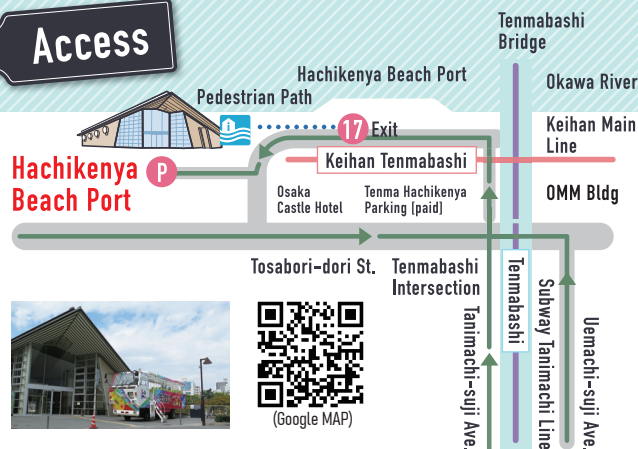 Access
Tenmabashi
Bridge
Hachikenya Beach Port
Okawa River
Pedestrian Path
17 Exit
Keihan Main
Line
Keihan Tenmabashi
Hachikenya
Beach Port
P
Osaka
Castle Hotel
Tenma Hachikenya
Parking [paid]
OMM Bldg
Tosabori-dori St.
Tenmabashi
Intersection
Tanimachi-suji Ave.
Tenmabashi
Subway Tanimachi Line
Uemachi-suji Ave.
(Google MAP)